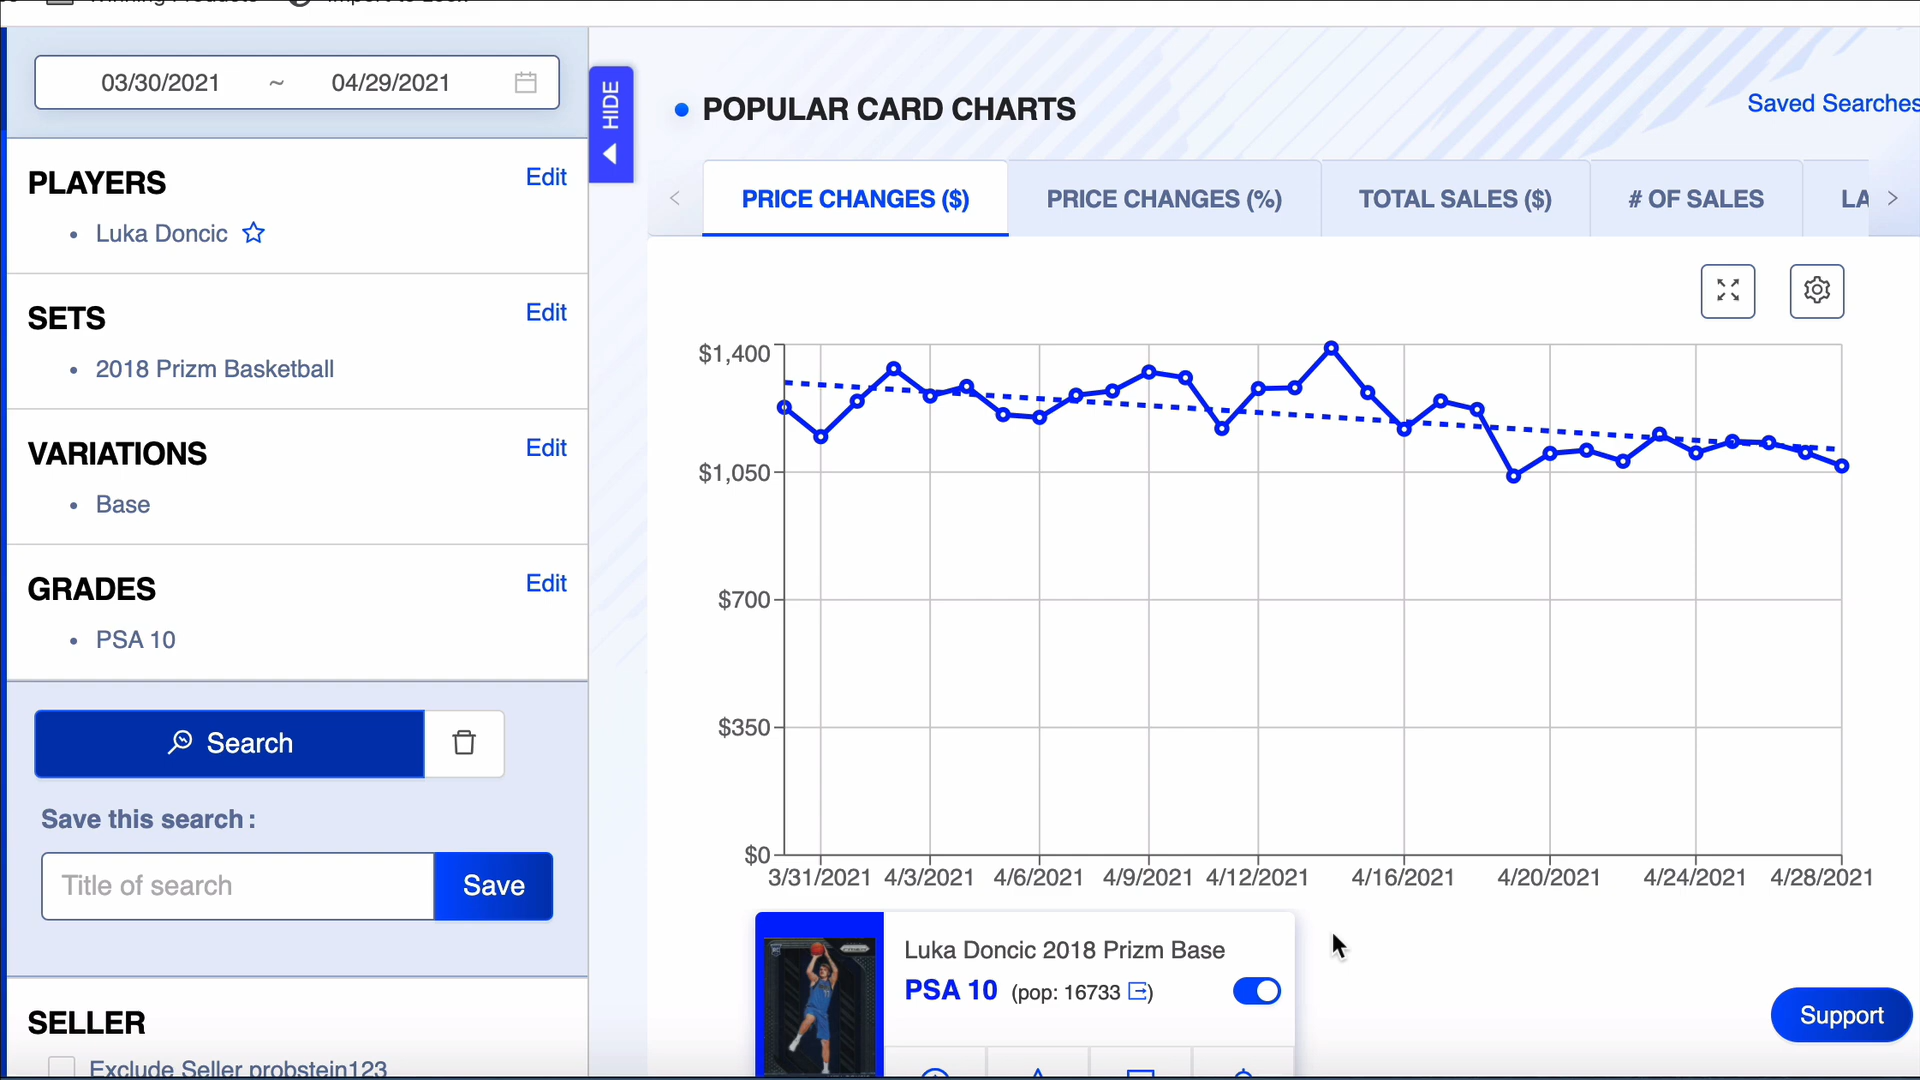 03/30/2021 ~ 04/29/2021
HIDE
PLAYERS Edit
Luka Doncic
SETS Edit
2018 Prizm Basketball
VARIATIONS Edit
Base
GRADES Edit
PSA 10
Search
Save this search :
Title of search Save
SELLER
Exclude Seller probstein123
POPULAR CARD CHARTS
Saved Searches
PRICE CHANGES ($) PRICE CHANGES (%) TOTAL SALES ($) # OF SALES LA
$1,400
$1,050
$700
$350
$0
3/31/2021 4/3/2021 4/6/2021 4/9/2021 4/12/2021 4/16/2021 4/20/2021 4/24/2021 4/28/2021
Luka Doncic 2018 Prizm Base
PSA 10 (pop: 16733 )
Support